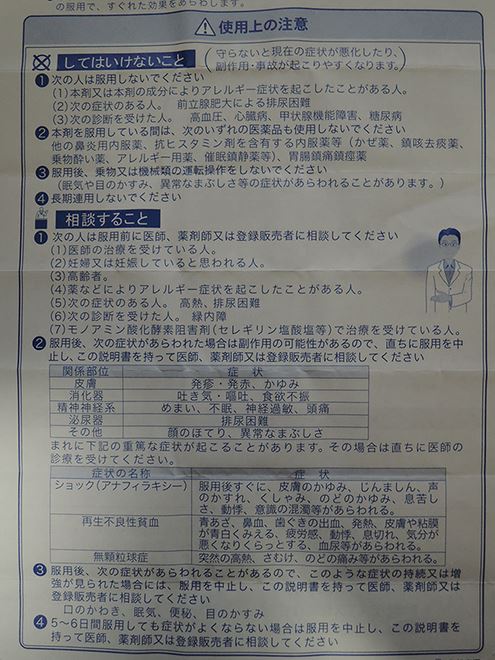 の服用で、すぐれた効果をあらわします。
使用上の注意
してはいけないこと
(守らないと現在の症状が悪化したり、
副作用・事故が起こりやすくなります。)
1 次の人は服用しないでください
(1)本剤又は本剤の成分によりアレルギー症状を起こしたことがある人。
(2)次の症状のある人。 前立腺肥大による排尿困難
(3)次の診断を受けた人。 高血圧、心臓病、甲状腺機能障害、糖尿病
2 本剤を服用している間は、次のいずれの医薬品も使用しないでください
他の鼻炎用内服薬、抗ヒスタミン剤を含有する内服薬等(かぜ薬、鎮咳去痰薬、
乗物酔い薬、アレルギー用薬、催眠鎮静薬等)、胃腸鎮痛鎮痙薬
3 服用後、乗物又は機械類の運転操作をしないでください
(眠気や目のかすみ、異常なまぶしさ等の症状があらわれることがあります。)
4 長期連用しないでください
相談すること
1 次の人は服用前に医師、薬剤師又は登録販売者に相談してください
(1)医師の治療を受けている人。
(2)妊婦又は妊娠していると思われる人。
(3)高齢者。
(4)薬などによりアレルギー症状を起こしたことがある人。
(5)次の症状のある人。 高熱、排尿困難
(6)次の診断を受けた人。 緑内障
(7)モノアミン酸化酵素阻害剤(セレギリン塩酸塩等)で治療を受けている人。
2 服用後、次の症状があらわれた場合は副作用の可能性があるので、直ちに服用を中
止し、この説明書を持って医師、薬剤師又は登録販売者に相談してください
関係部位 症状
皮膚 発疹・発赤、かゆみ
消化器 吐き気・嘔吐、食欲不振
精神神経系 めまい、不眠、神経過敏、頭痛
泌尿器 排尿困難
その他 顔のほてり、異常なまぶしさ
まれに下記の重篤な症状が起こることがあります。その場合は直ちに医師の
診療を受けてください。
症状の名称 症状
ショック(アナフィラキシー) 服用後すぐに、皮膚のかゆみ、じんましん、声
のかすれ、くしゃみ、のどのかゆみ、息苦し
さ、動悸、意識の混濁等があらわれる。
再生不良性貧血 青あざ、鼻血、歯ぐきの出血、発熱、皮膚や粘膜
が青白くみえる、疲労感、動悸、息切れ、気分が
悪くなりくらっとする、血尿等があらわれる。
無顆粒球症 突然の高熱、さむけ、のどの痛み等があらわれる。
3 服用後、次の症状があらわれることがあるので、このような症状の持続又は増
強が見られた場合には、服用を中止し、この説明書を持って医師、薬剤師又は
登録販売者に相談してください
口のかわき、眠気、便秘、目のかすみ
4 5～6日間服用しても症状がよくならない場合は服用を中止し、この説明書
を持って医師、薬剤師又は登録販売者に相談してください